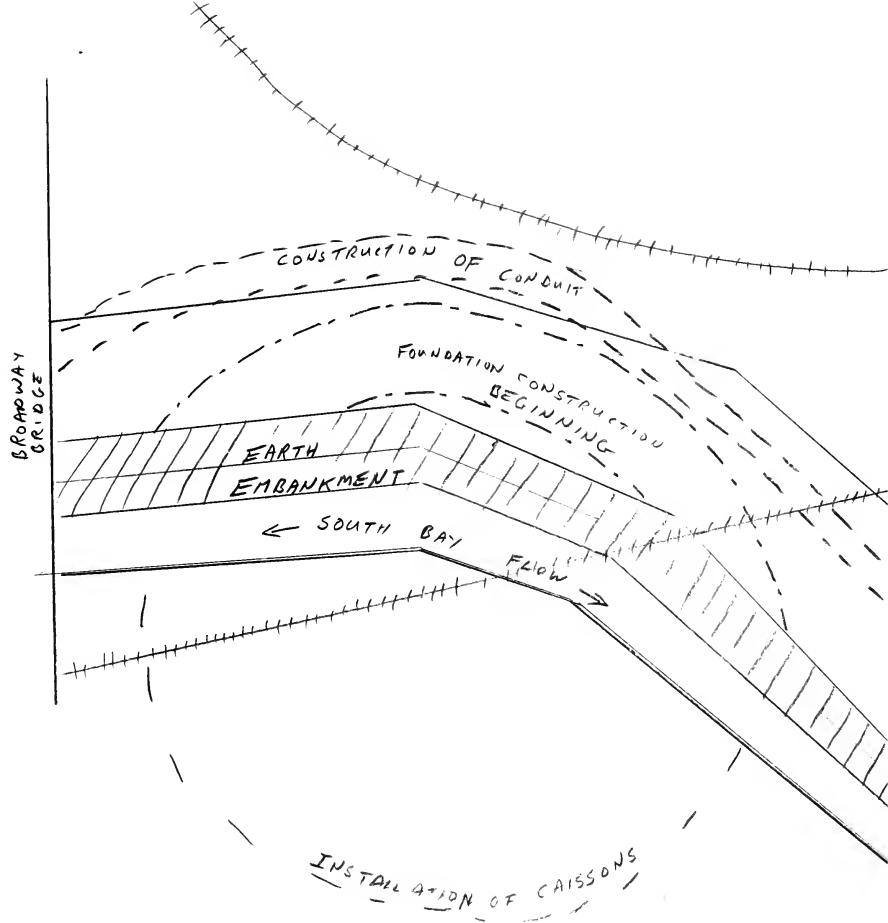 CONSTRUCTION OF CONDUIT
FOUNDATION CONSTRUCTION
BEGINNING
BROADWAY
BRIDGE
EARTH
EMBANKMENT
← SOUTH BAY
FLOW →
INSTALLATION OF CAISSONS